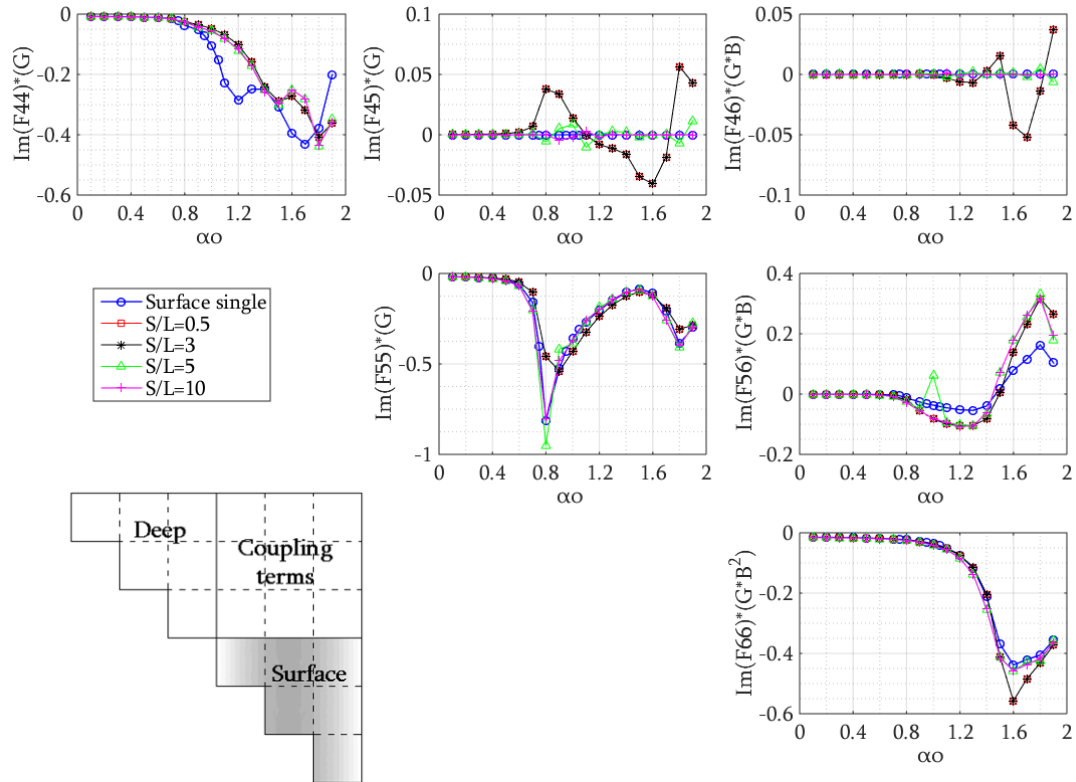 0
-0.2
-0.4
-0.6
0 0.4 0.8 1.2 1.6 2
αo
Im(F44)*(G)
0.1
0.05
0
0.05
0 0.4 0.8 1.2 1.6 2
αo
Im(F45)*(G)
0.05
0
-0.05
0.1
0 0.4 0.8 1.2 1.6 2
αo
Im(F46)*(G*B)
Surface single
S/L=0.5
S/L=3
S/L=5
S/L=10
0
-0.5
-1
0 0.4 0.8 1.2 1.6 2
αo
Im(F55)*(G)
0.4
0.2
0
-0.2
0 0.4 0.8 1.2 1.6 2
αo
Im(F56)*(G*B)
Deep
Coupling
terms
Surface
0
-0.2
-0.4
-0.6
0 0.4 0.8 1.2 1.6 2
αo
Im(F66)*(G*B²)